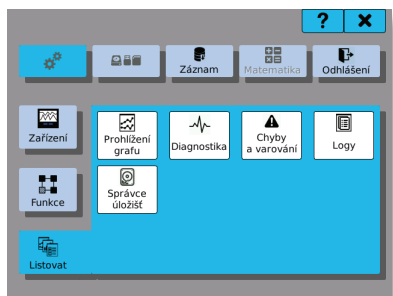 ?
Záznam
Matematika
Odhlášení
Zařízení
Prohlížení
grafu
Diagnostika
Chyby
a varování
Logy
Funkce
Správce
úložišť
Listovat